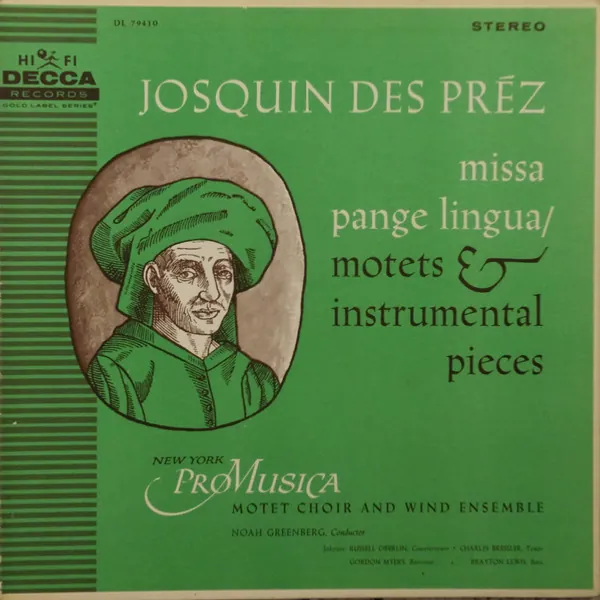 DL 79410
STEREO
HI FI
DECCA
RECORDS
GOLD LABEL SERIES
JOSQUIN DES PRÉZ
missa
pange lingua/
motets &
instrumental
pieces
NEW YORK
PRO MUSICA
MOTET CHOIR AND WIND ENSEMBLE
NOAH GREENBERG, Conductor
Soloists: RUSSELL OBERLIN, Countertenor • CHARLES BRESSLER, Tenor
GORDON MYERS, Baritone BRAYTON LEWIS, Bass